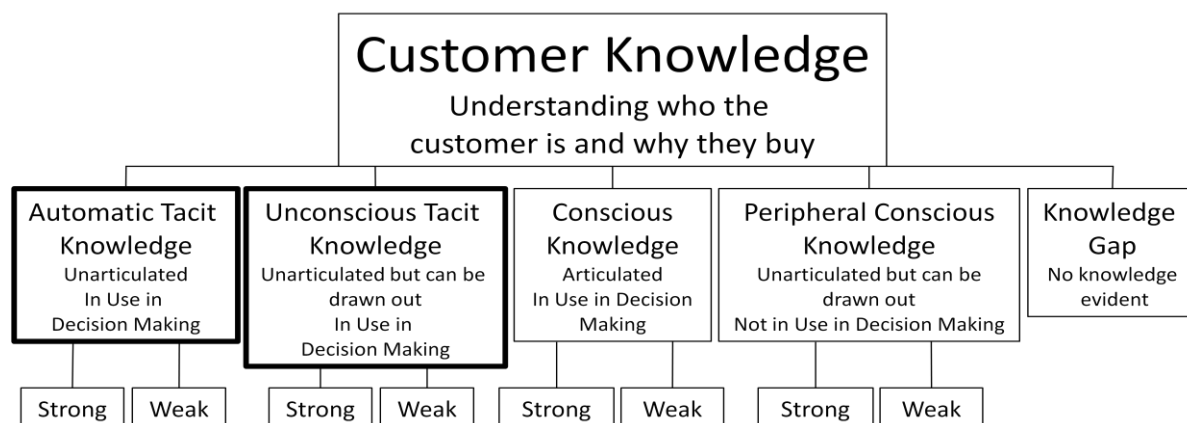 Customer Knowledge
Understanding who the
customer is and why they buy
Automatic Tacit
Knowledge
Unarticulated
In Use in
Decision Making
Unconscious Tacit
Knowledge
Unarticulated but can be
drawn out
In Use in
Decision Making
Conscious
Knowledge
Articulated
In Use in Decision
Making
Peripheral Conscious
Knowledge
Unarticulated but can be
drawn out
Not in Use in Decision Making
Knowledge
Gap
No knowledge
evident
Strong
Weak
Strong
Weak
Strong
Weak
Strong
Weak